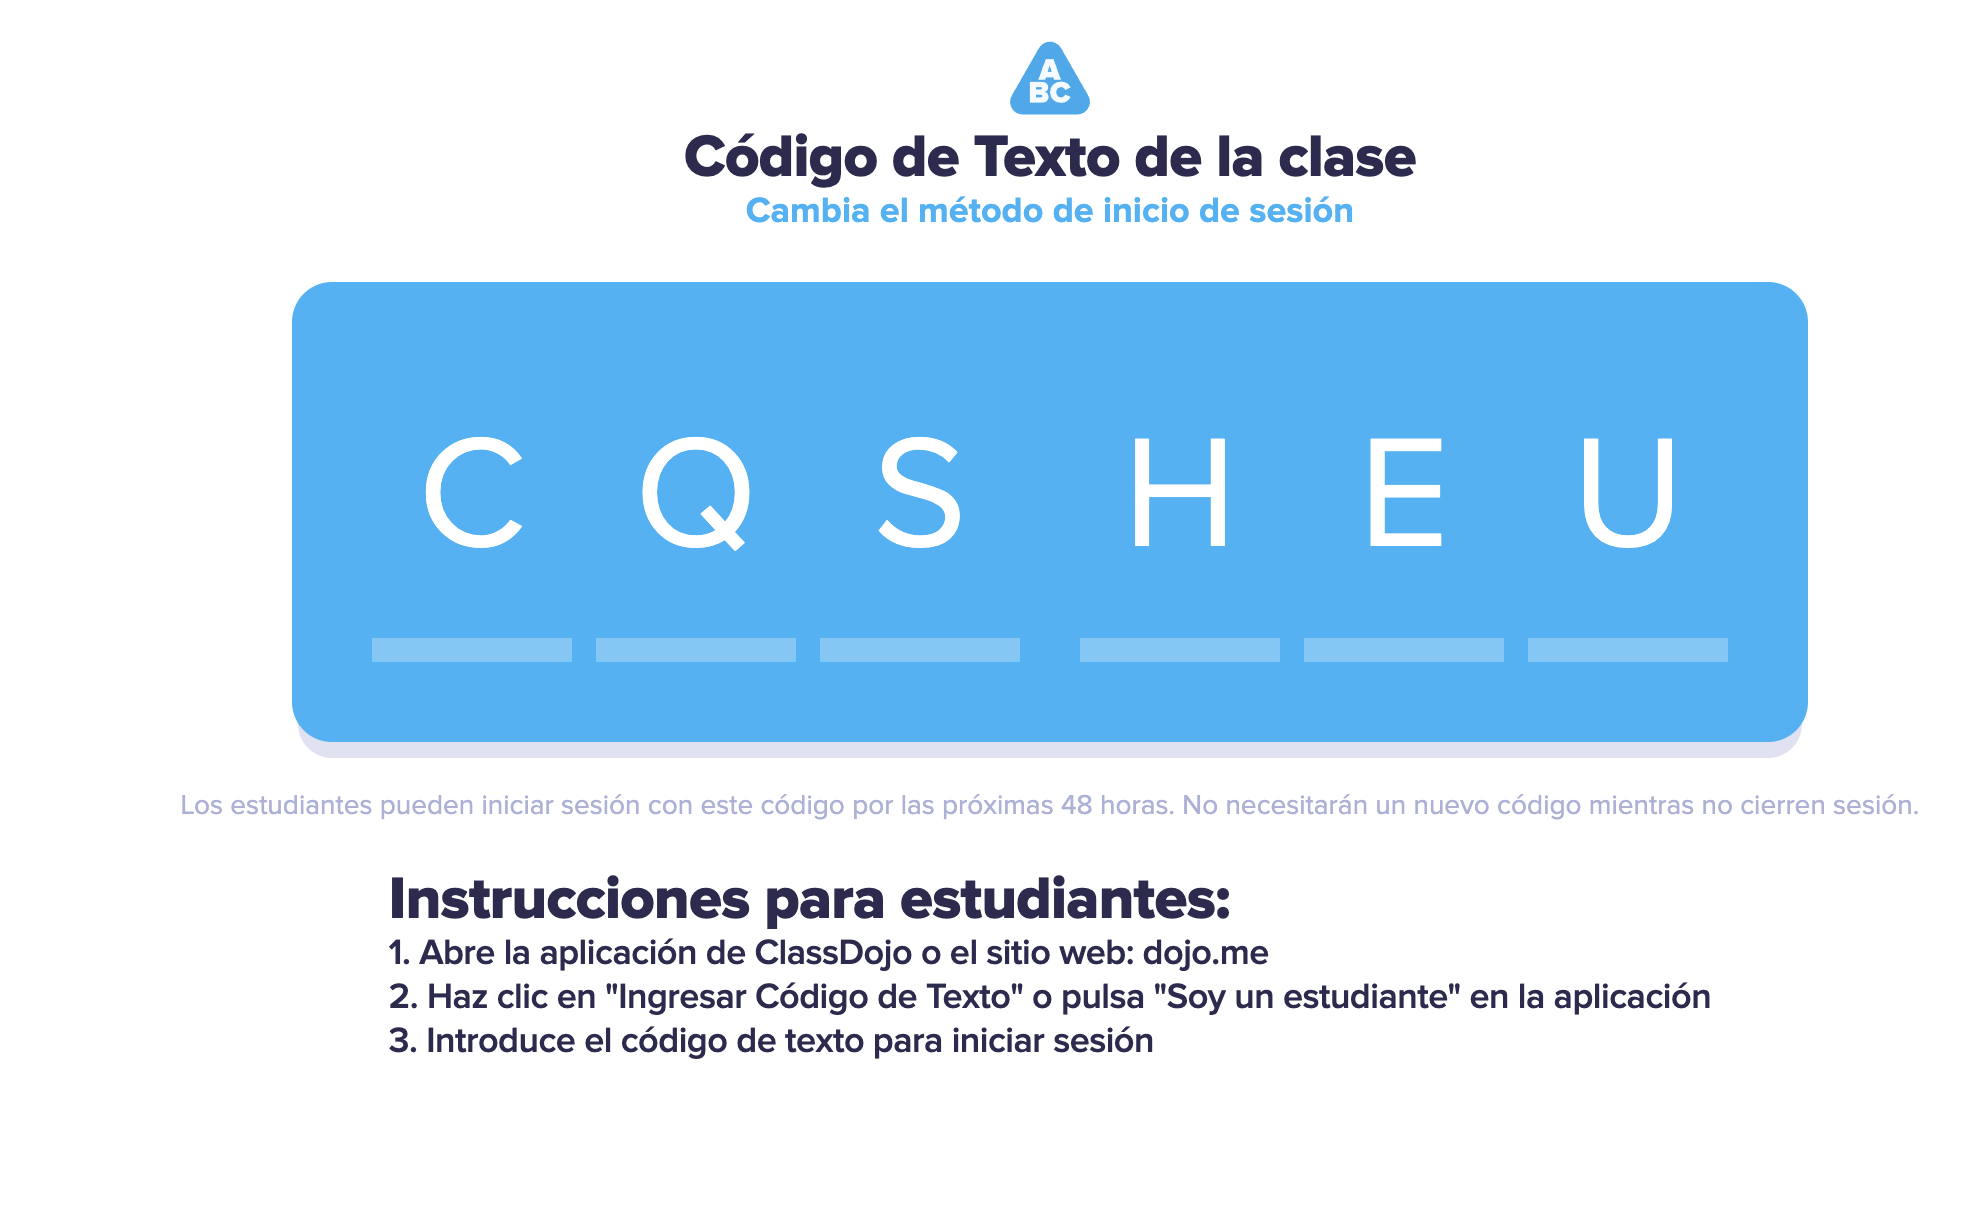 A
BC
Código de Texto de la clase
Cambia el método de inicio de sesión
C Q S H E U
Los estudiantes pueden iniciar sesión con este código por las próximas 48 horas. No necesitarán un nuevo código mientras no cierren sesión.
Instrucciones para estudiantes:
1. Abre la aplicación de ClassDojo o el sitio web: dojo.me
2. Haz clic en "Ingresar Código de Texto" o pulsa "Soy un estudiante" en la aplicación
3. Introduce el código de texto para iniciar sesión